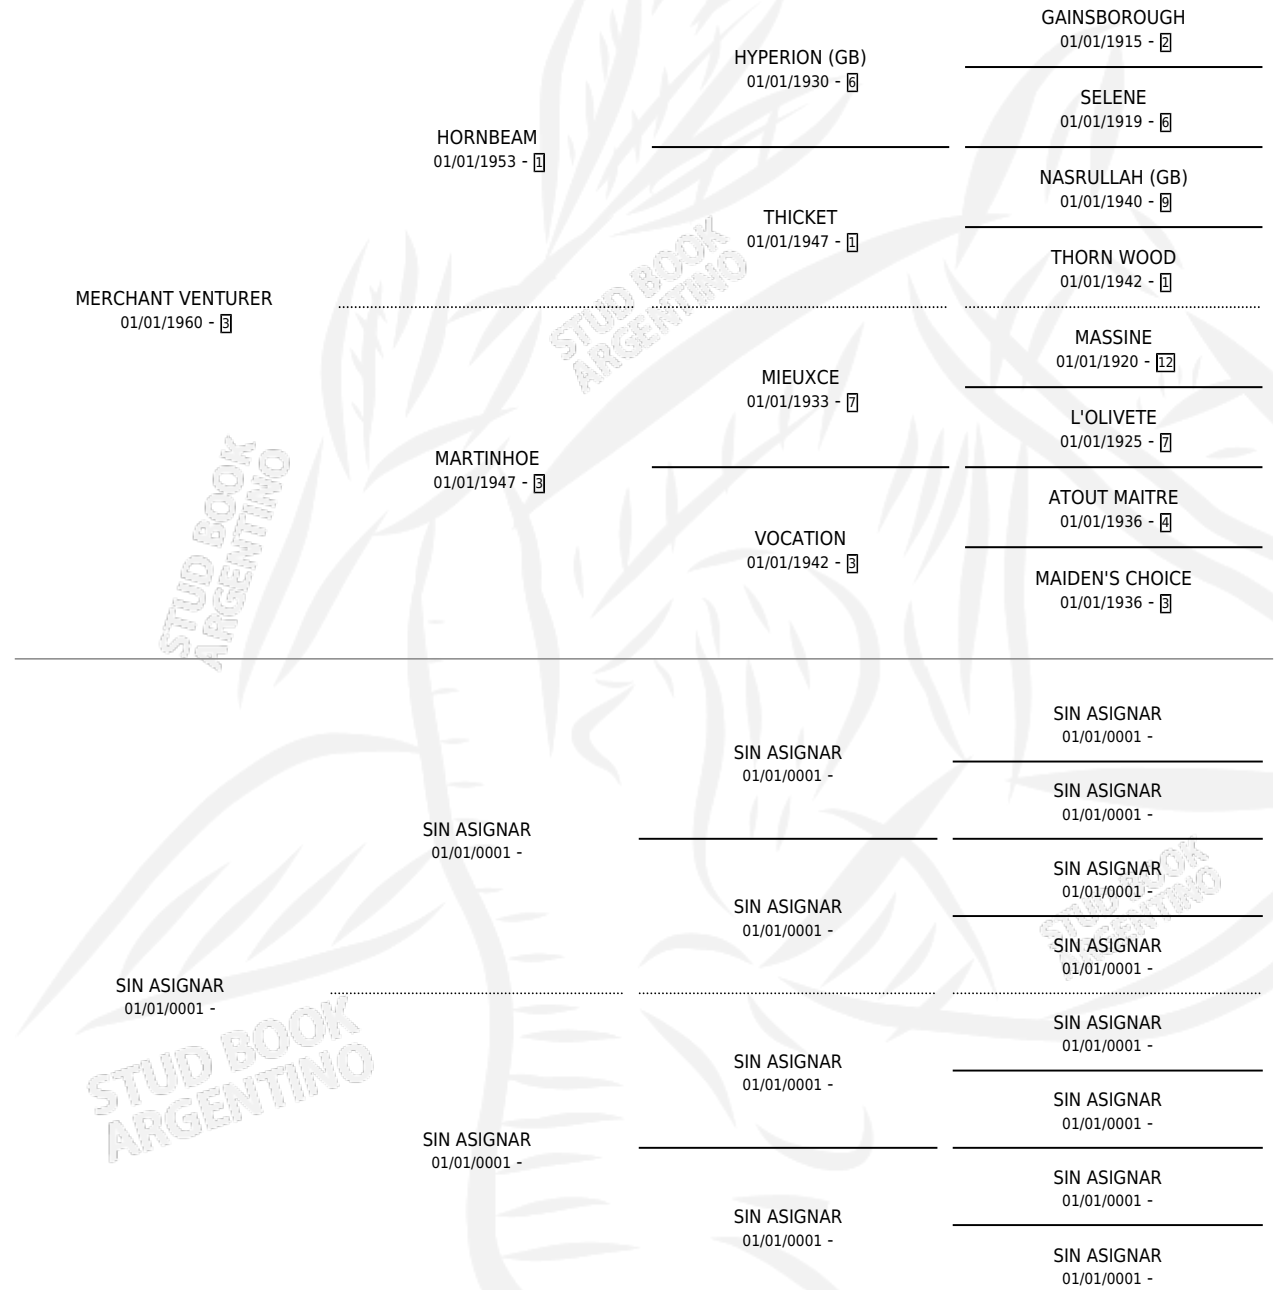 GAINSBOROUGH
01/01/1915 - 2
HYPERION (GB)
01/01/1930 - 6
SELENE
01/01/1919 - 6
HORNBEAM
01/01/1953 - 1
NASRULLAH (GB)
01/01/1940 - 9
THICKET
01/01/1947 - 1
THORN WOOD
01/01/1942 - 1
MERCHANT VENTURER
01/01/1960 - 3
MASSINE
01/01/1920 - 12
MIEUXCE
01/01/1933 - 7
L'OLIVETE
01/01/1925 - 7
MARTINHOE
01/01/1947 - 3
ATOUT MAITRE
01/01/1936 - 4
VOCATION
01/01/1942 - 3
MAIDEN'S CHOICE
01/01/1936 - 3
STUD BOOK
ARGENTINO
STUD BOOK
ARGENTINO
SIN ASIGNAR
01/01/0001 -
SIN ASIGNAR
01/01/0001 -
SIN ASIGNAR
01/01/0001 -
SIN ASIGNAR
01/01/0001 -
SIN ASIGNAR
01/01/0001 -
SIN ASIGNAR
01/01/0001 -
SIN ASIGNAR
01/01/0001 -
SIN ASIGNAR
01/01/0001 -
SIN ASIGNAR
01/01/0001 -
SIN ASIGNAR
01/01/0001 -
SIN ASIGNAR
01/01/0001 -
SIN ASIGNAR
01/01/0001 -
SIN ASIGNAR
01/01/0001 -
SIN ASIGNAR
01/01/0001 -
SIN ASIGNAR
01/01/0001 -
STUD BOOK
ARGENTINO
STUD BOOK
ARGENTINO